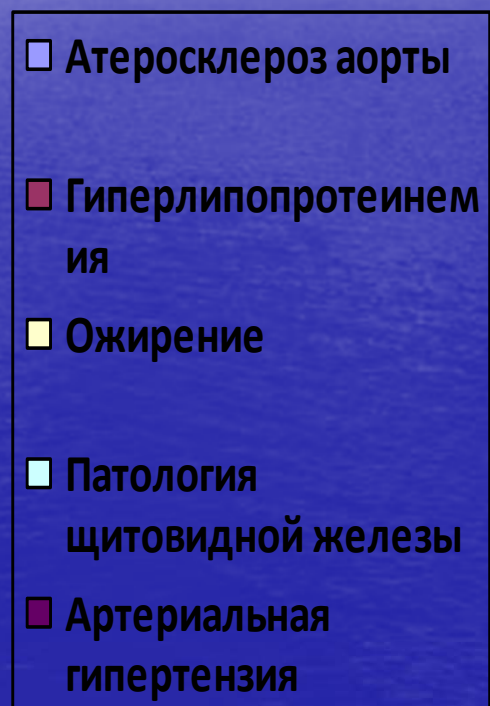 Атеросклероз аорты
Гиперлипопротеинем
ия
Ожирение
Патология
щитовидной железы
Артериальная
гипертензия